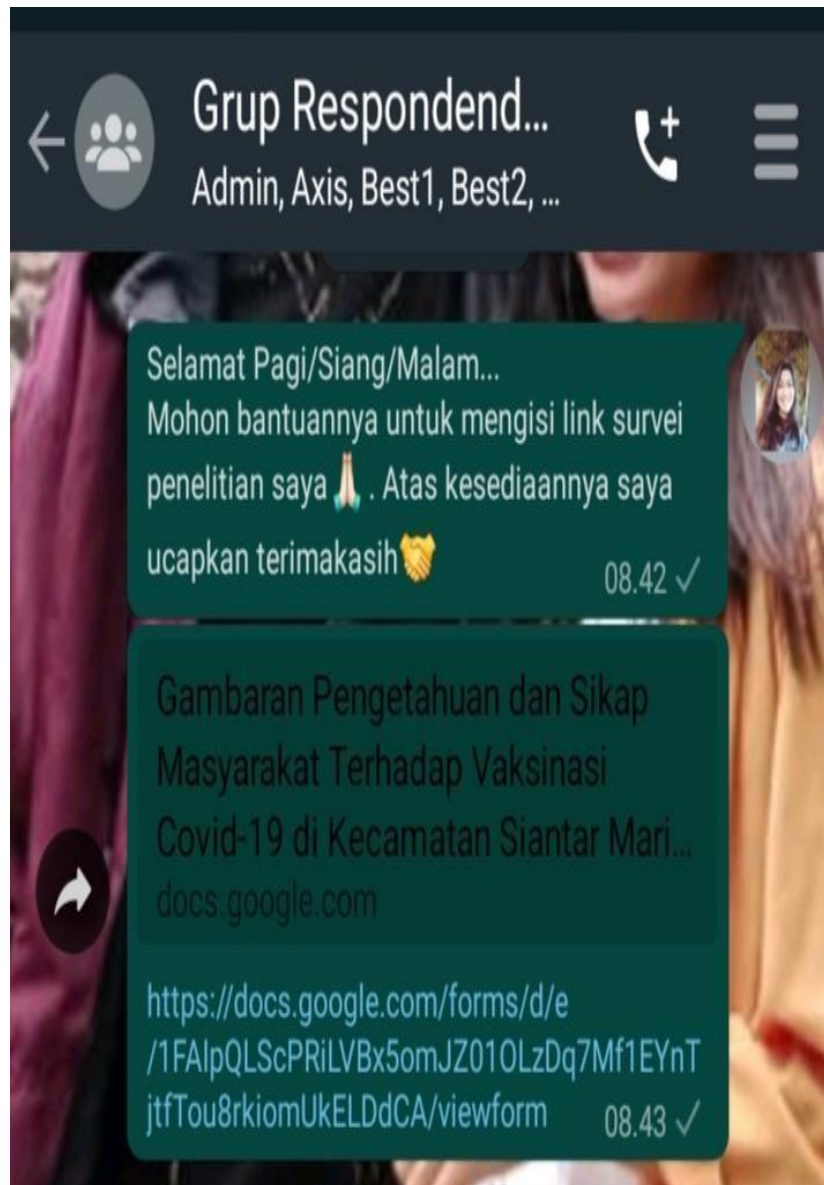 Grup Respondend...
Admin, Axis, Best1, Best2, ...
Selamat Pagi/Siang/Malam...
Mohon bantuannya untuk mengisi link survei
penelitian saya🙏🏻. Atas kesediaannya saya
ucapkan terimakasih🤝
08.42 ✓
Gambaran Pengetahuan dan Sikap
Masyarakat Terhadap Vaksinasi
Covid-19 di Kecamatan Siantar Mari...
docs.google.com
https://docs.google.com/forms/d/e
/1FAIpQLScPRiLVBx5omJZ01OLzDq7Mf1EYnT
jtfTou8rkiomUkELDdCA/viewform
08.43 ✓